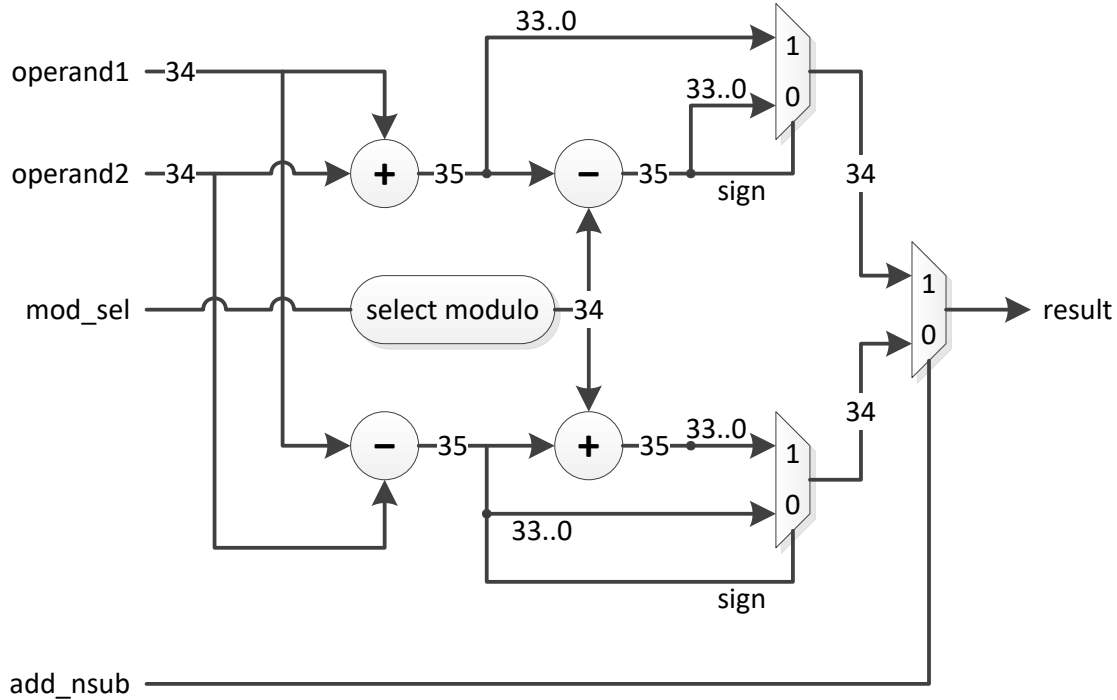 33..0
operand1
34
1
33..0
0
operand2
34
+
35
−
35
34
sign
mod_sel
select modulo
34
1
0
result
34
−
35
+
35
33..0
1
0
33..0
sign
add_nsub